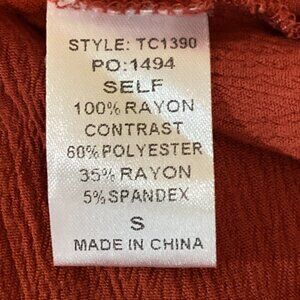 STYLE: TC1390
PO:1494
SELF
100% RAYON
CONTRAST
60% POLYESTER
35% RAYON
5% SPANDEX
S
MADE IN CHINA